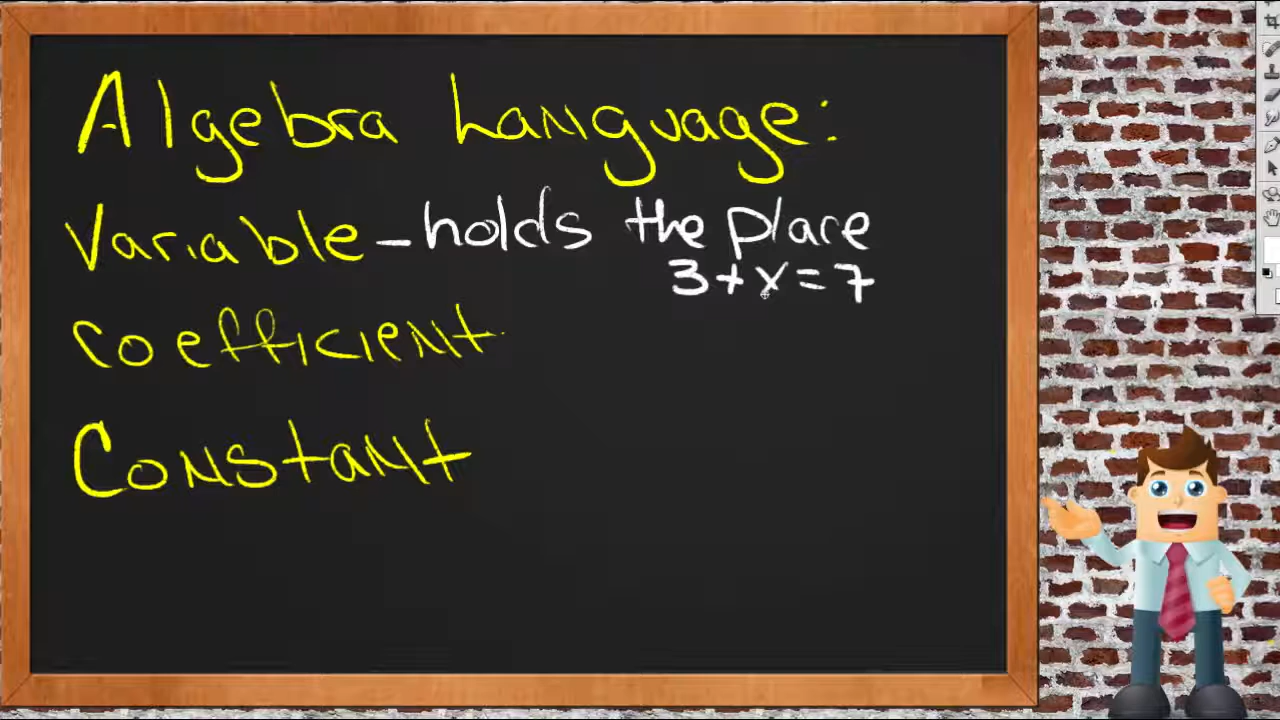 Algebra Language:
Variable - holds the place
3 + x = 7
coefficient
Constant